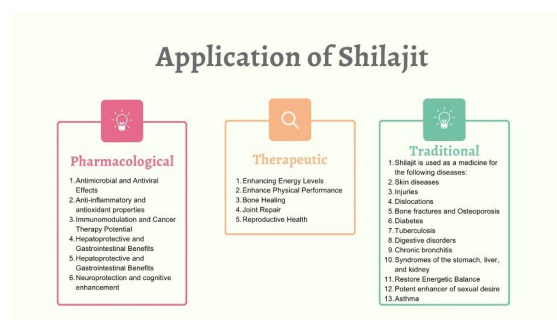 Application of Shilajit
Pharmacological
1. Antimicrobial and Antiviral
Effects
2. Anti-inflammatory and
antioxidant properties
3. Immunomodulation and Cancer
Therapy Potential
4. Hepatoprotective and
Gastrointestinal Benefits
5. Hepatoprotective and
Gastrointestinal Benefits
6. Neuroprotection and cognitive
enhancement
Therapeutic
1. Enhancing Energy Levels
2. Enhance Physical Performance
3. Bone Healing
4. Joint Repair
5. Reproductive Health
Traditional
1. Shilajit is used as a medicine for
the following diseases:
2. Skin diseases
3. Injuries
4. Dislocations
5. Bone fractures and Osteoporosis
6. Diabetes
7. Tuberculosis
8. Digestive disorders
9. Chronic bronchitis
10. Syndromes of the stomach, liver,
and kidney
11. Restore Energetic Balance
12. Potent enhancer of sexual desire
13. Asthma